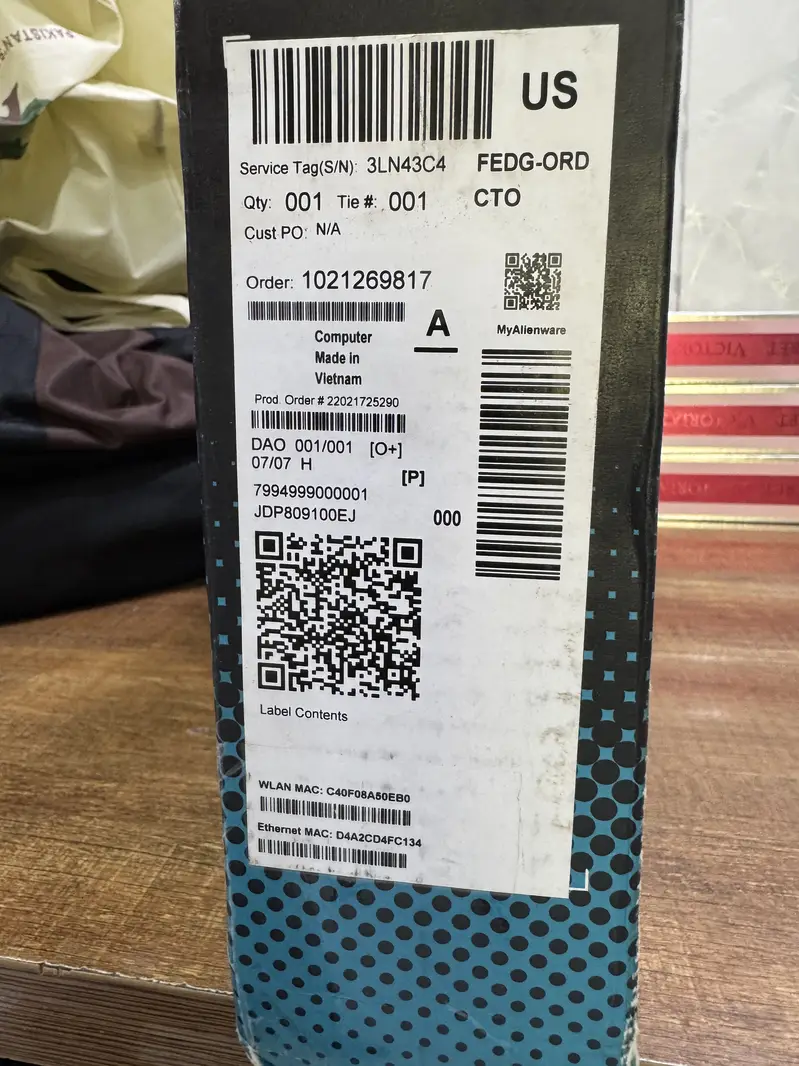 PAKISTAN'S
US
Service Tag(S/N): 3LN43C4
FEDG-ORD
Qty: 001 Tie #: 001
CTO
Cust PO: N/A
Order: 1021269817
MyAlienware
A
Computer
Made in
Vietnam
Prod. Order # 22021725290
DAO 001/001 [O+]
07/07 H
[P]
7994999000001
JDP809100EJ
000
Label Contents
WLAN MAC: C40F08A50EB0
Ethernet MAC: D4A2CD4FC134
VICTOR